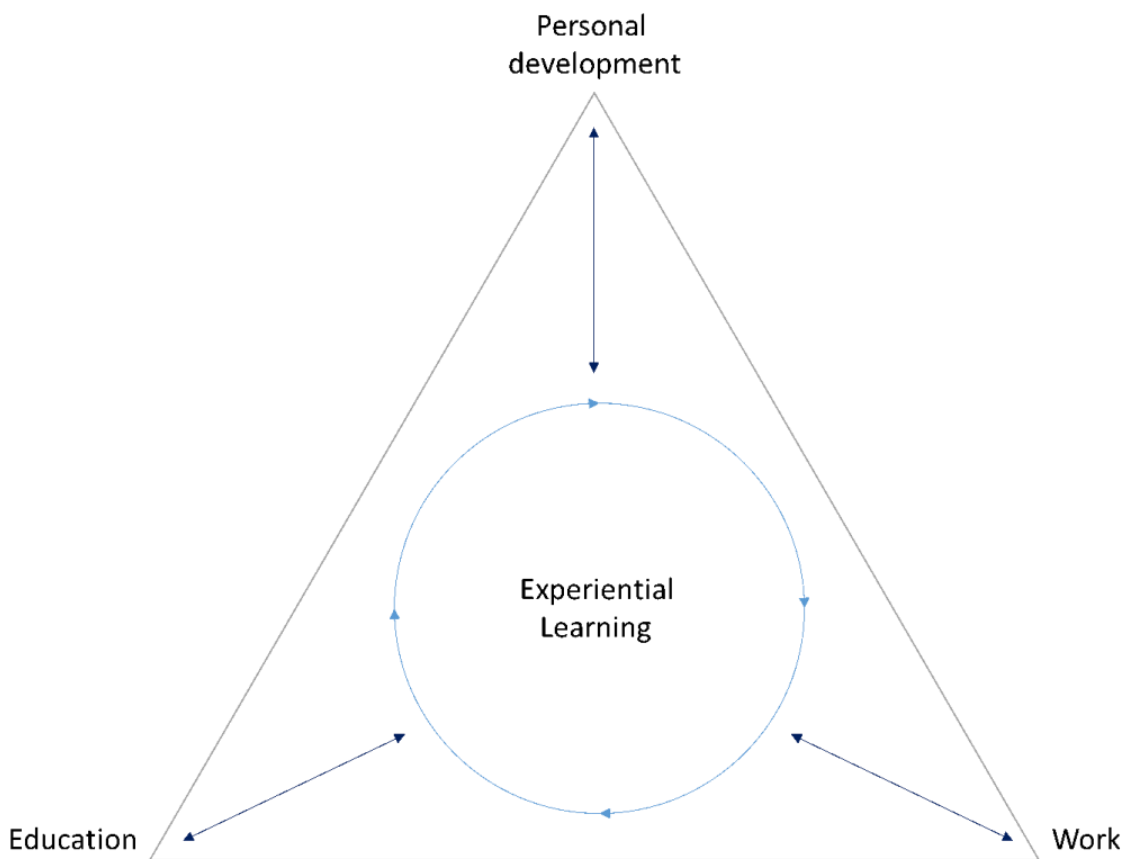 Personal
development
Experiential
Learning
Education
Work